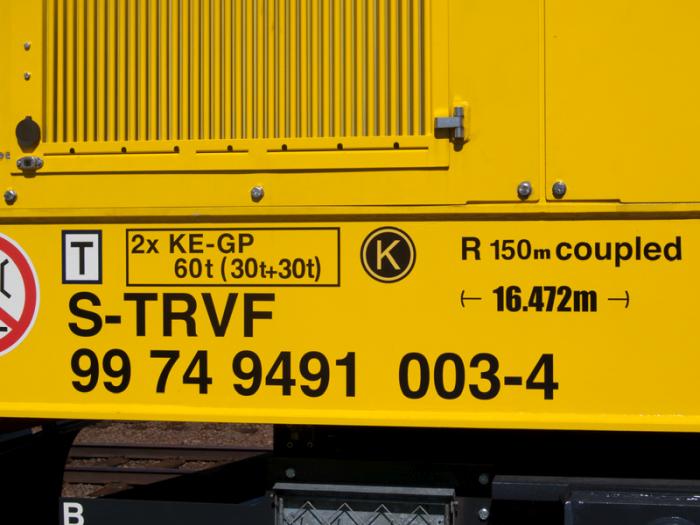 T
2x KE-GP
60t (30t+30t)
K
R 150m coupled
16.472m
S-TRVF
99 74 9491 003-4
B